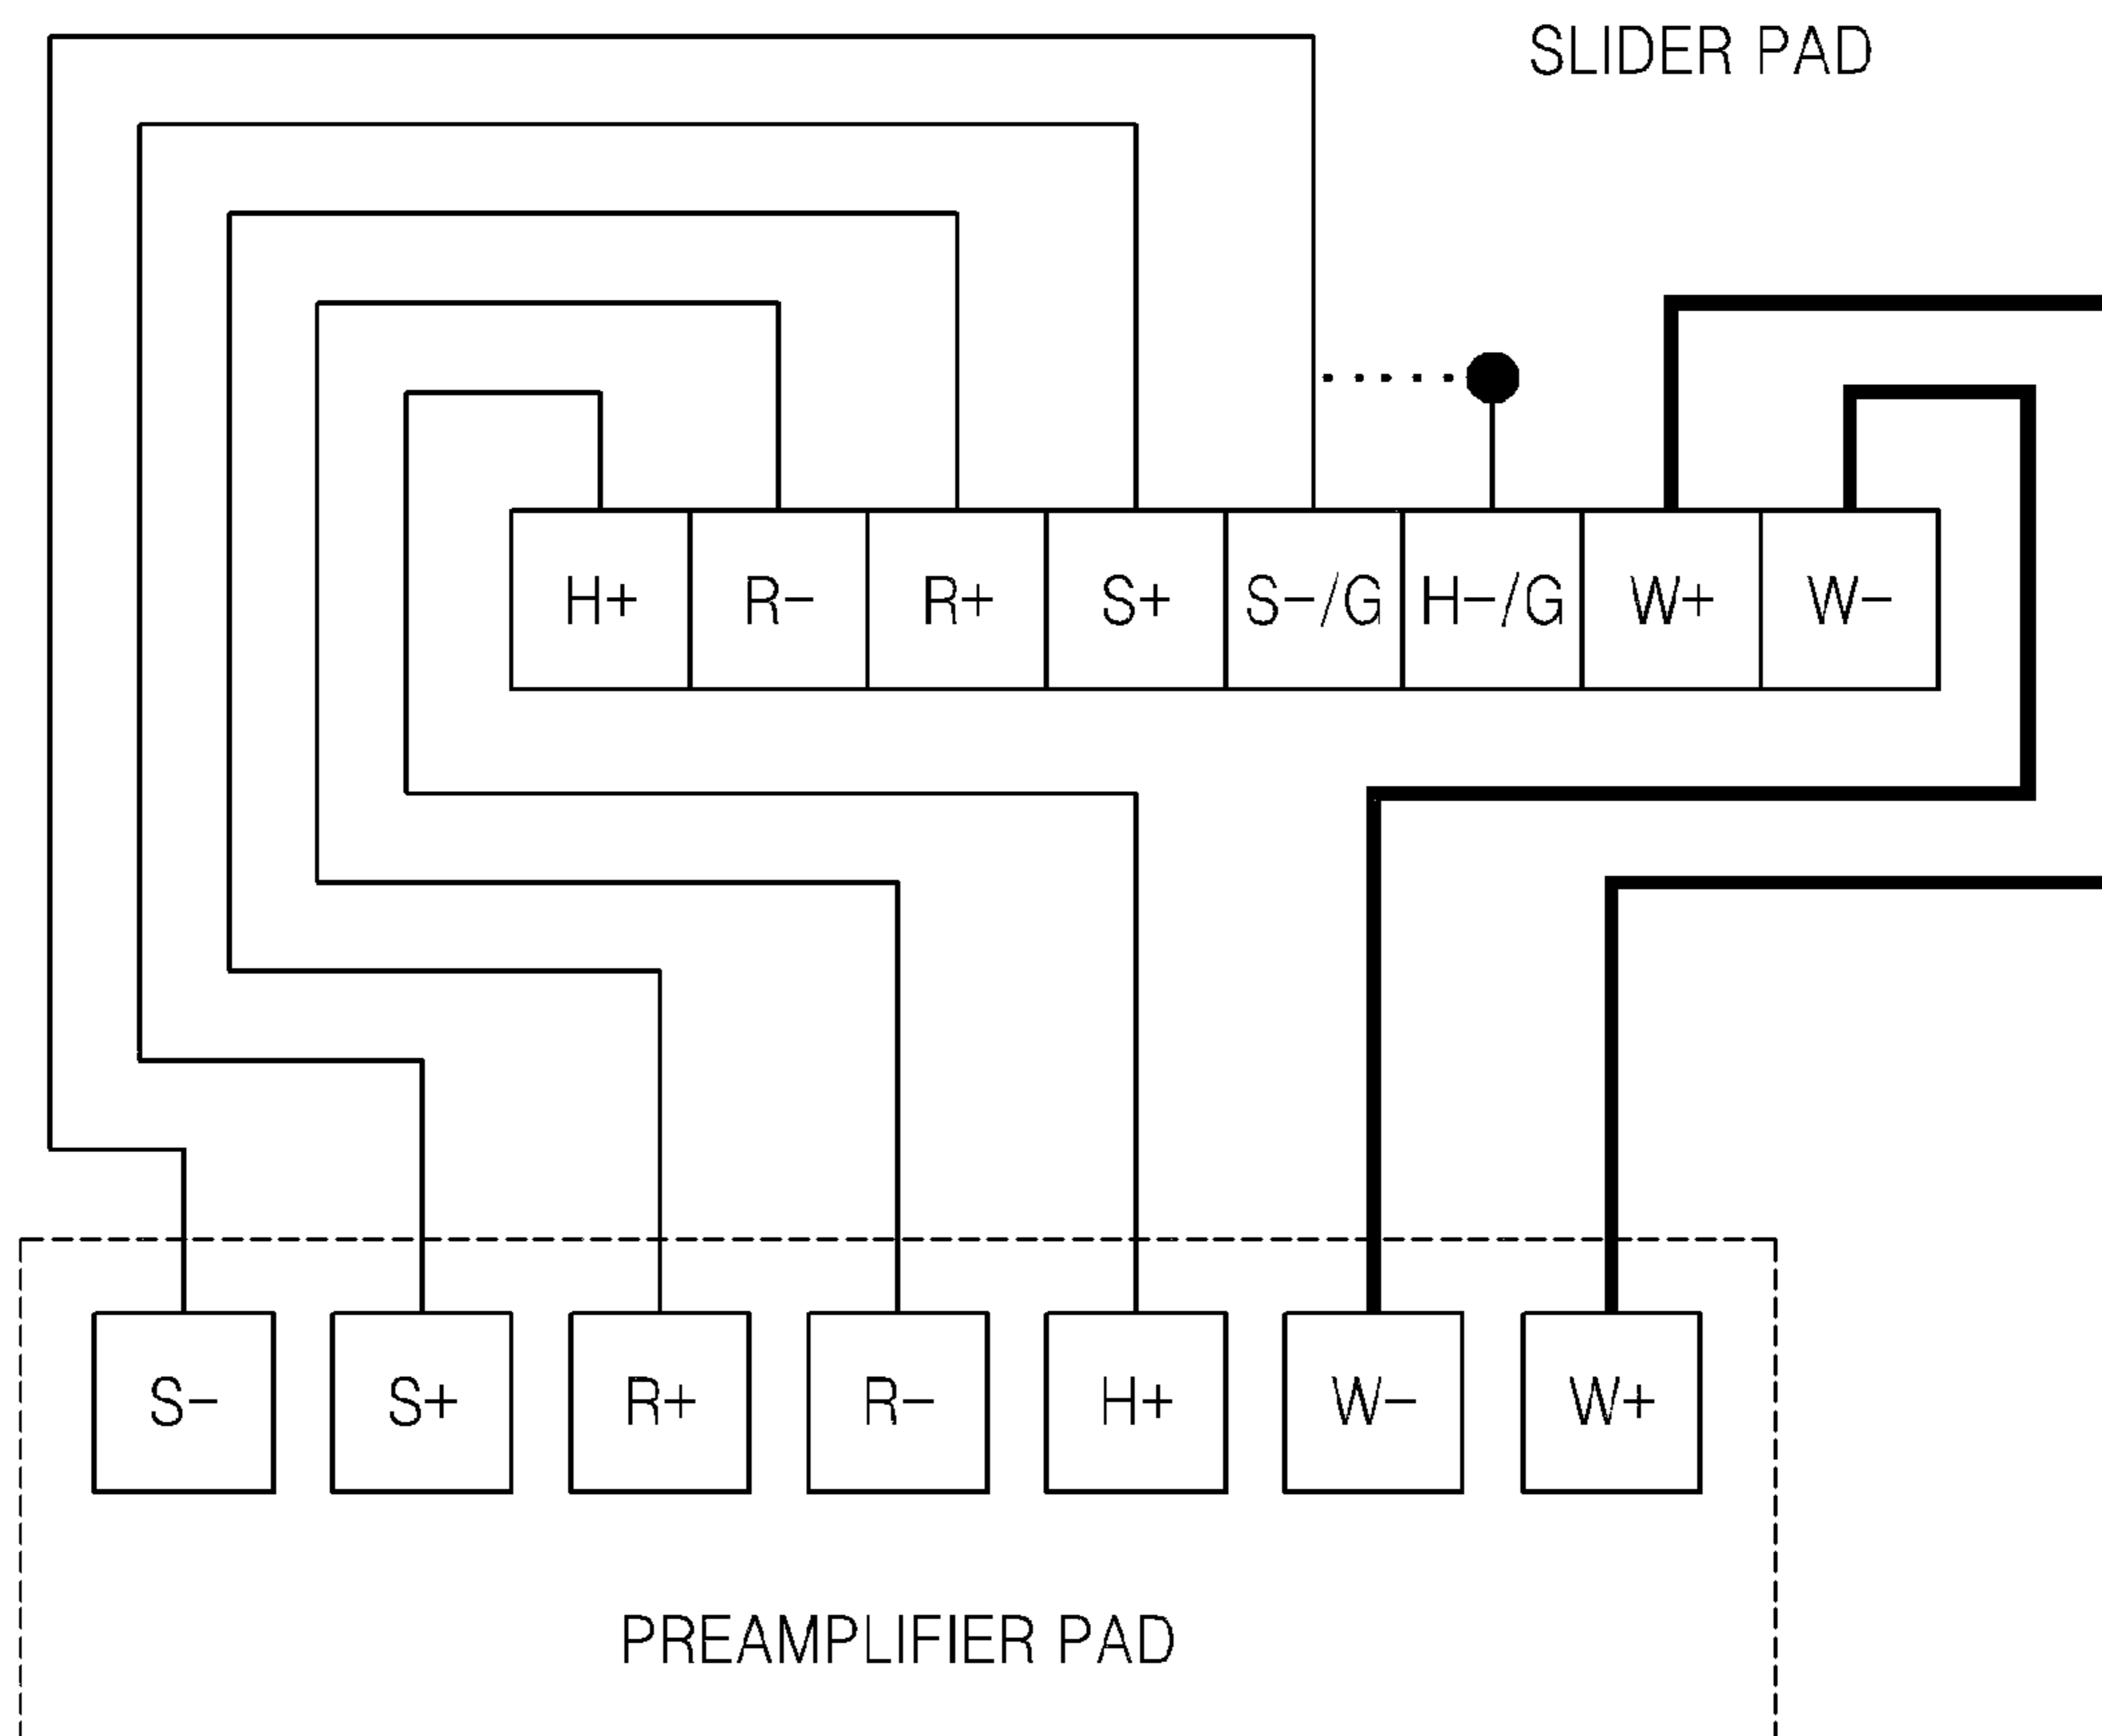 SLIDER PAD
H+ R- R+ S+ S-/G H-/G W+ W-
S- S+ R+ R- H+ W- W+
PREAMPLIFIER PAD